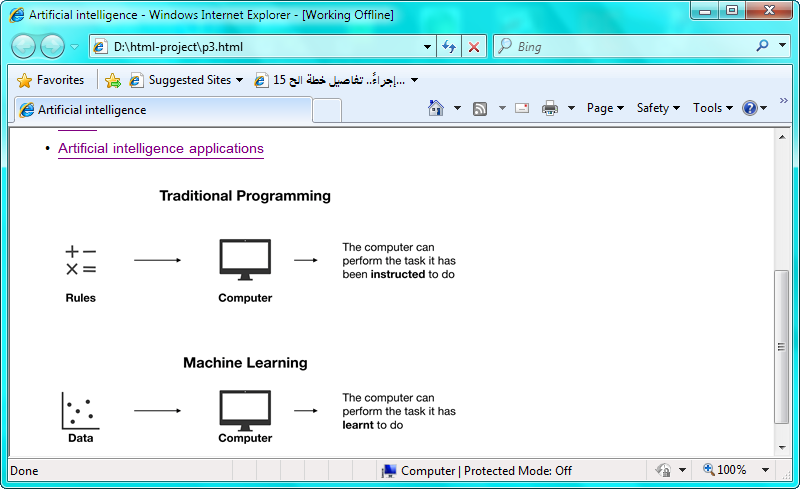 Artificial intelligence - Windows Internet Explorer - [Working Offline]
D:\html-project\p3.html
Bing
Favorites
Suggested Sites
15 إجراءً.. تفاصيل خطة الح...
Artificial intelligence
Page
Safety
Tools
Artificial intelligence applications
Traditional Programming
+ −
× =
The computer can
perform the task it has
been instructed to do
Rules
Computer
Machine Learning
The computer can
perform the task it has
learnt to do
Data
Computer
Done
Computer | Protected Mode: Off
100%